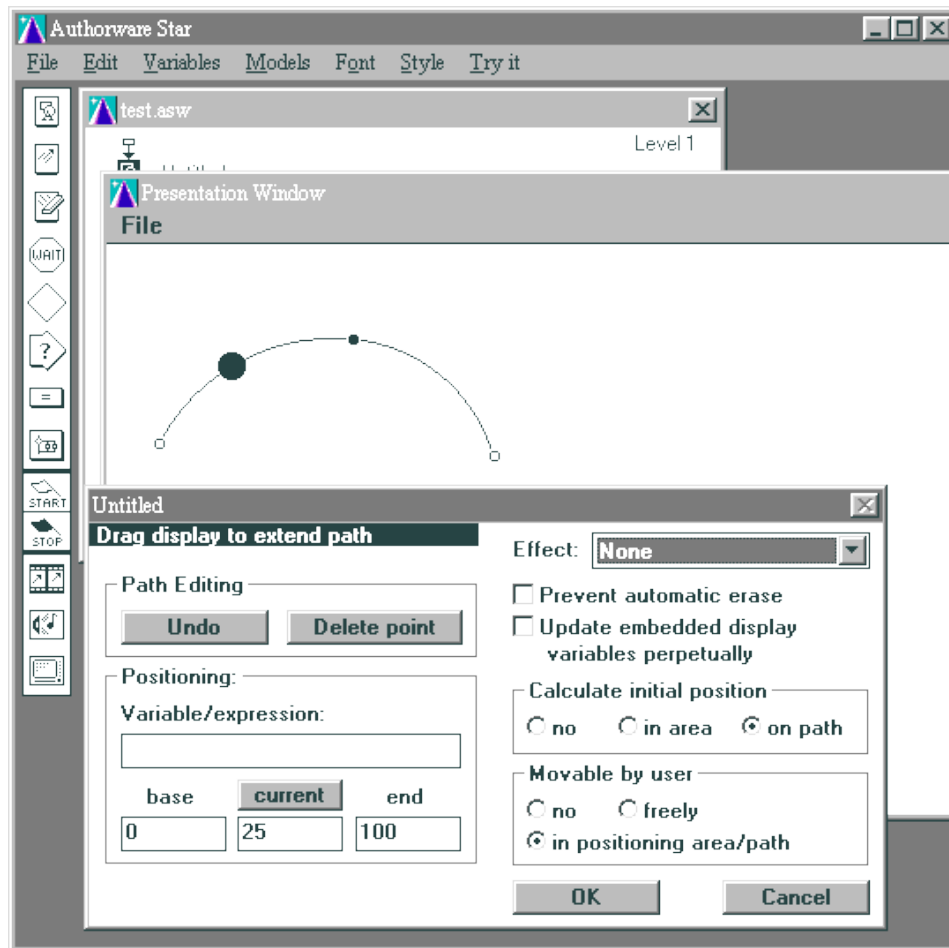 Authorware Star
File Edit Variables Models Font Style Try it
test.asw
Level 1
Presentation Window
File
WAIT
?
=
START
STOP
Untitled
Drag display to extend path
Path Editing
Undo Delete point
Positioning:
Variable/expression:
base current end
0 25 100
Effect: None
Prevent automatic erase
Update embedded display
variables perpetually
Calculate initial position
no in area on path
Movable by user
no freely
in positioning area/path
OK Cancel